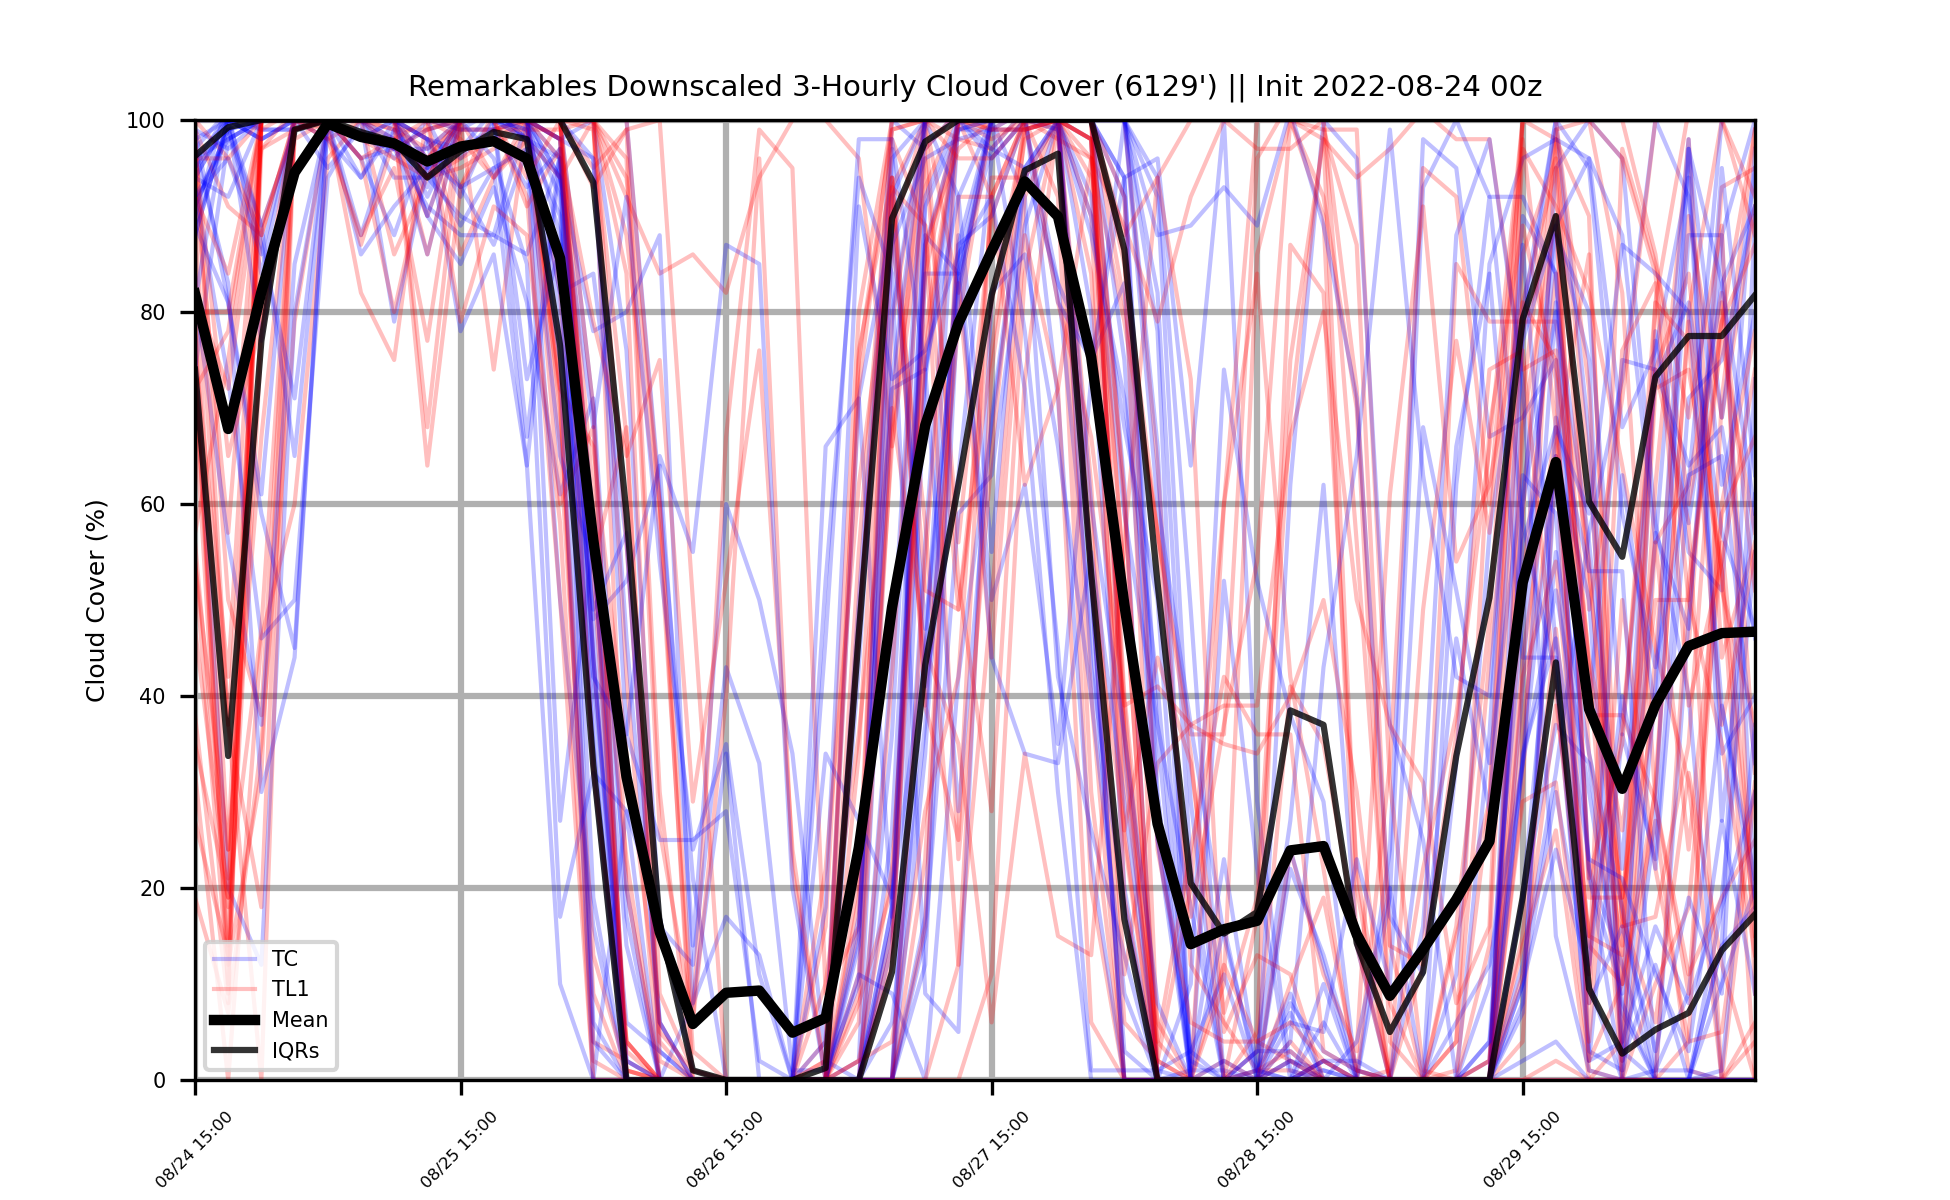 Remarkables Downscaled 3-Hourly Cloud Cover (6129') || Init 2022-08-24 00z
Cloud Cover (%)
100
80
60
40
20
0
TC
TL1
Mean
IQRs
08/24 15:00
08/25 15:00
08/26 15:00
08/27 15:00
08/28 15:00
08/29 15:00